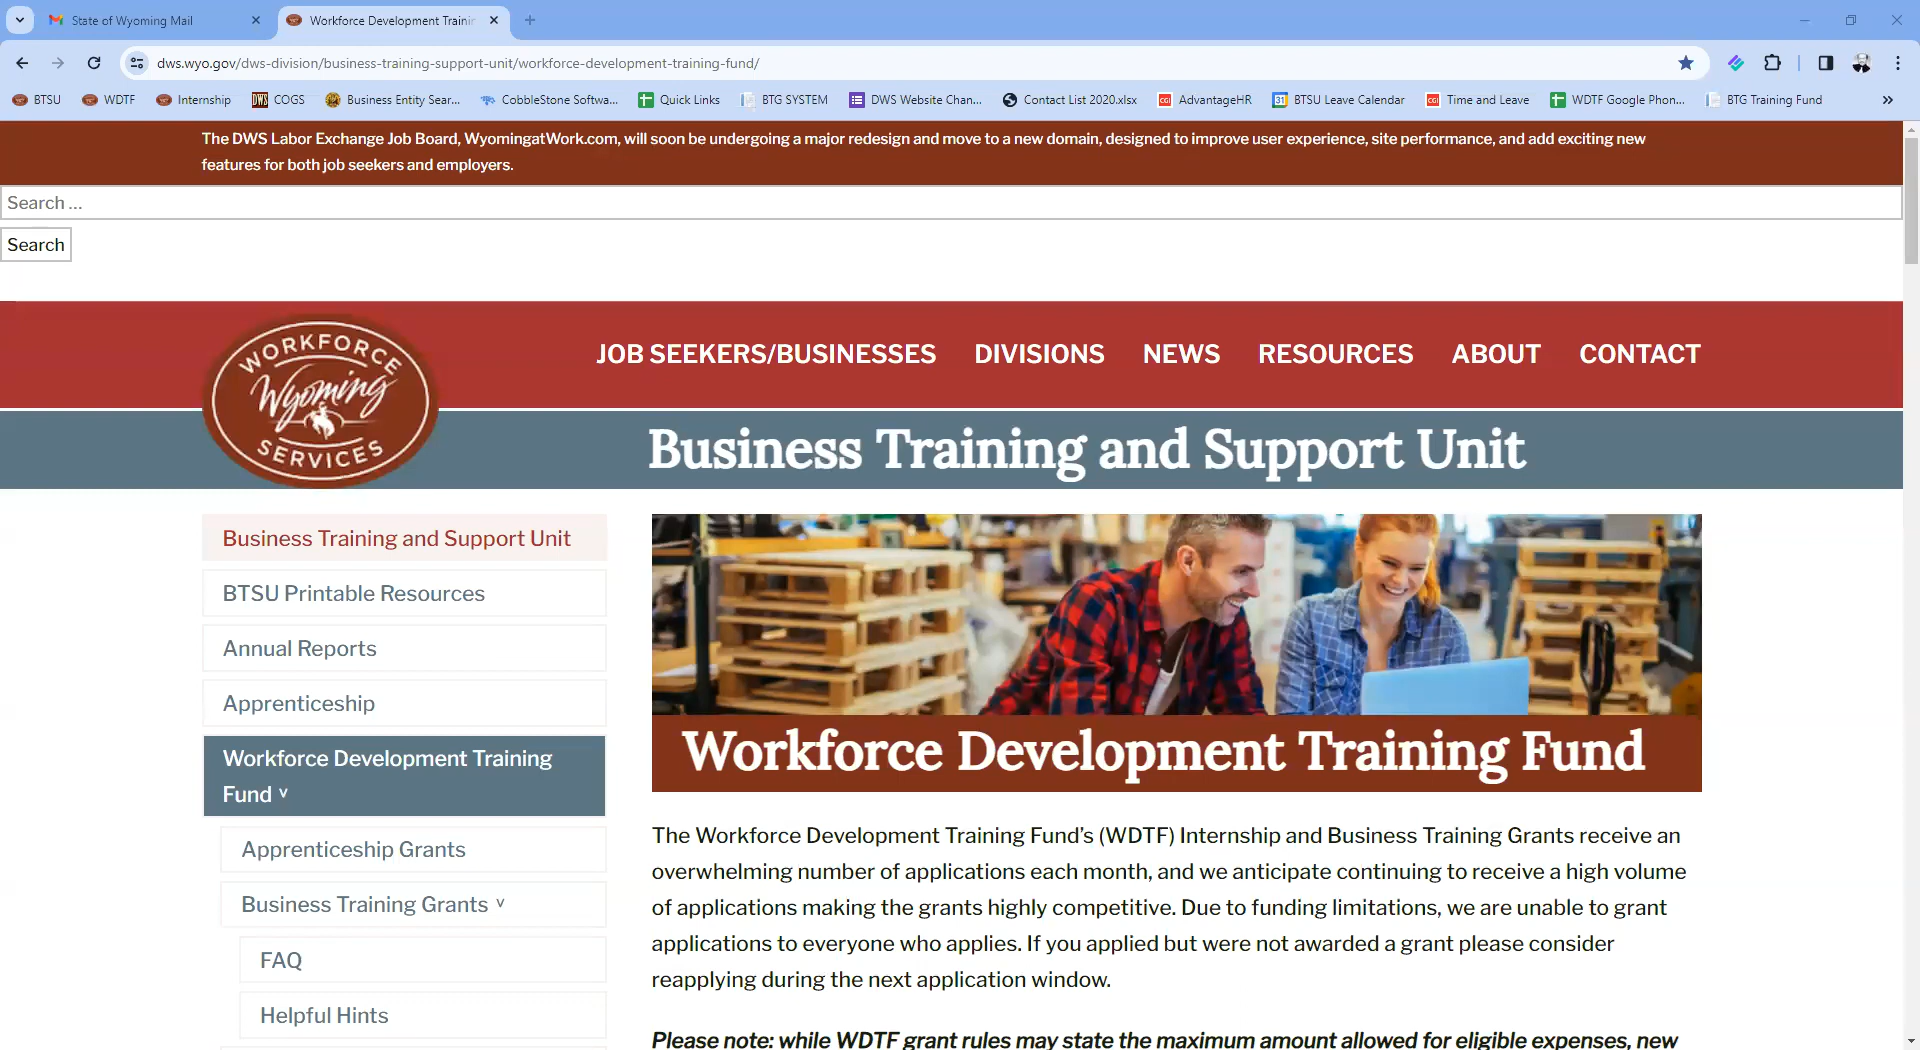 State of Wyoming Mail
Workforce Development Trainin
dws.wyo.gov/dws-division/business-training-support-unit/workforce-development-training-fund/
BTSU WDTF Internship COGS Business Entity Sear... CobbleStone Softwa... Quick Links BTG SYSTEM DWS Website Chan... Contact List 2020.xlsx AdvantageHR BTSU Leave Calendar Time and Leave WDTF Google Phon... BTG Training Fund
The DWS Labor Exchange Job Board, WyomingatWork.com, will soon be undergoing a major redesign and move to a new domain, designed to improve user experience, site performance, and add exciting new
features for both job seekers and employers.
Search ...
Search
WORKFORCE
Wyoming
SERVICES
JOB SEEKERS/BUSINESSES DIVISIONS NEWS RESOURCES ABOUT CONTACT
Business Training and Support Unit
Business Training and Support Unit
BTSU Printable Resources
Annual Reports
Apprenticeship
Workforce Development Training
Fund ˅
Apprenticeship Grants
Business Training Grants ˅
FAQ
Helpful Hints
Workforce Development Training Fund
The Workforce Development Training Fund's (WDTF) Internship and Business Training Grants receive an
overwhelming number of applications each month, and we anticipate continuing to receive a high volume
of applications making the grants highly competitive. Due to funding limitations, we are unable to grant
applications to everyone who applies. If you applied but were not awarded a grant please consider
reapplying during the next application window.
Please note: while WDTF grant rules may state the maximum amount allowed for eligible expenses, new